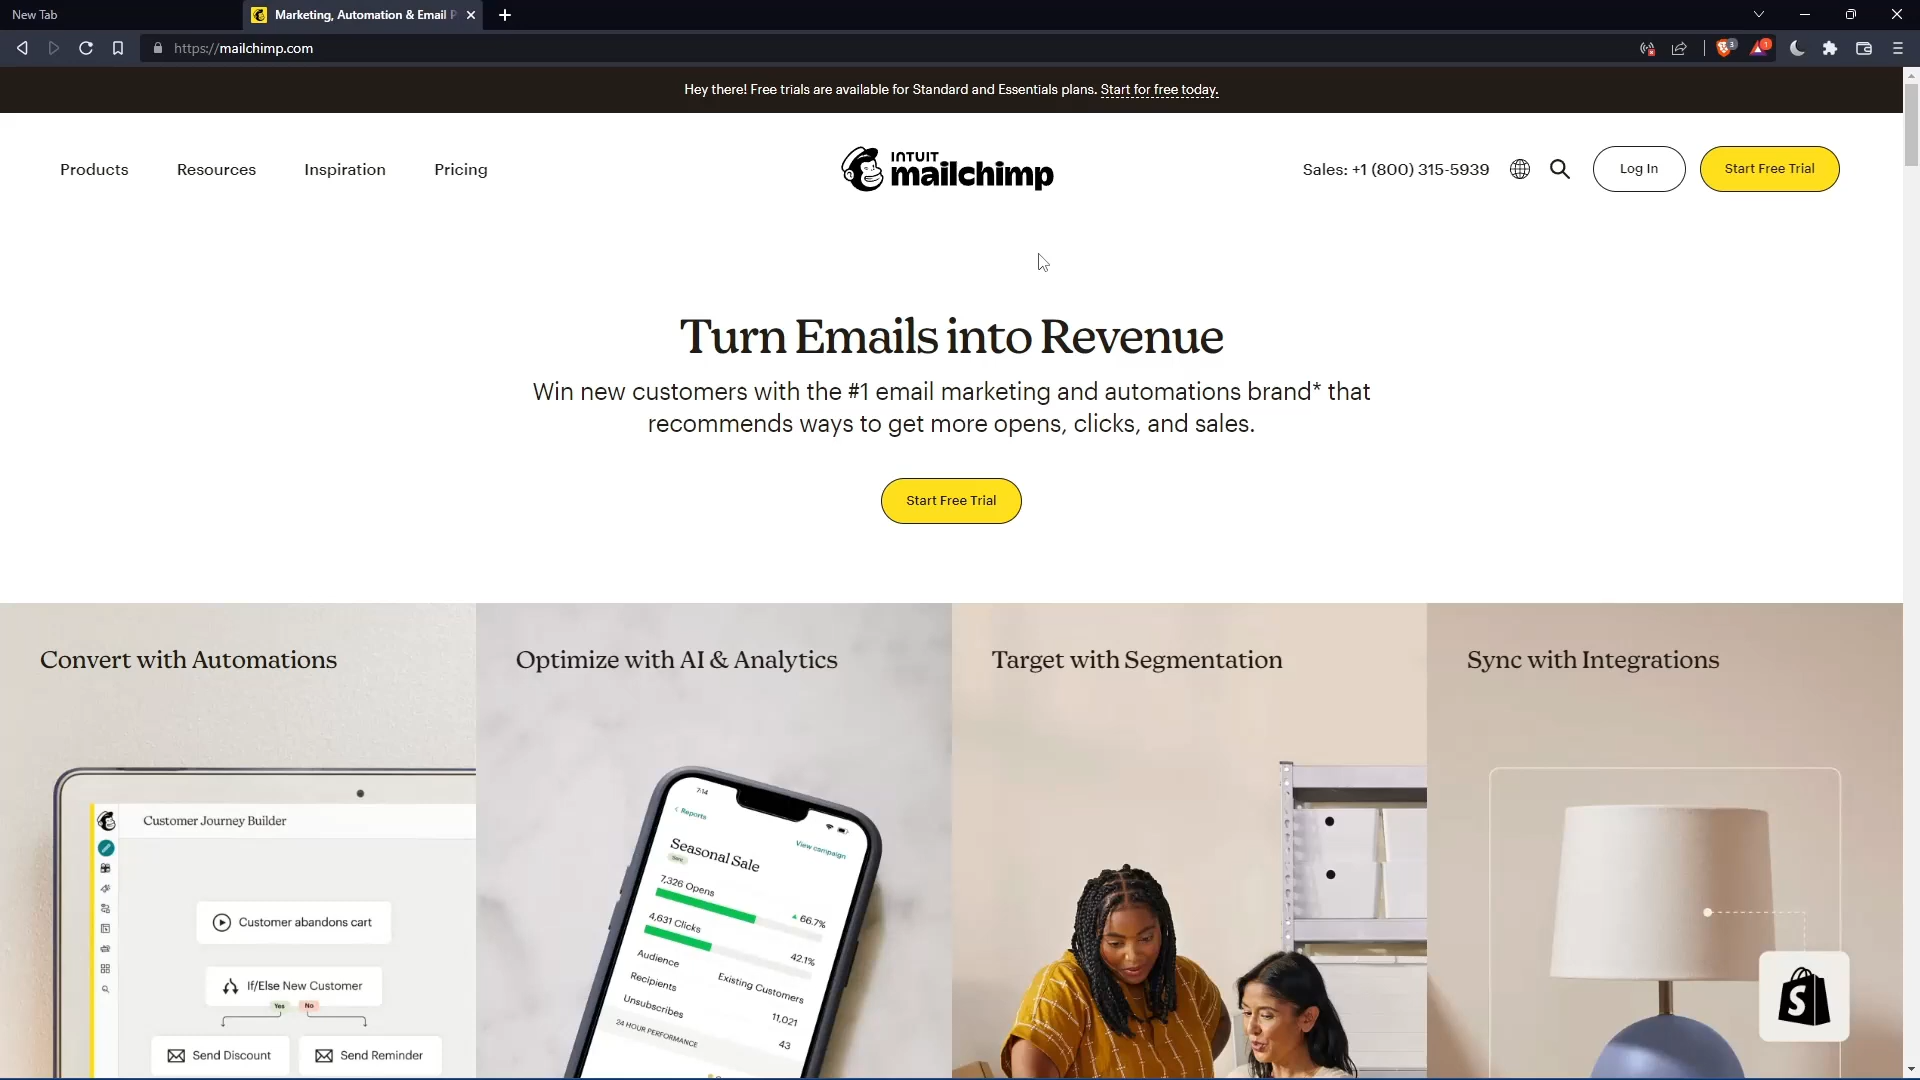 New Tab
Marketing, Automation & Email P
https://mailchimp.com
3
1
Hey there! Free trials are available for Standard and Essentials plans. Start for free today.
Products
Resources
Inspiration
Pricing
INTUIT
mailchimp
Sales: +1 (800) 315-5939
Log In
Start Free Trial
Turn Emails into Revenue
Win new customers with the #1 email marketing and automations brand* that
recommends ways to get more opens, clicks, and sales.
Start Free Trial
Convert with Automations
Optimize with AI & Analytics
Target with Segmentation
Sync with Integrations
Customer Journey Builder
Customer abandons cart
If/Else New Customer
Yes
No
Send Discount
Send Reminder
7:14
Reports
View campaign
Seasonal Sale
Sent
7,326 Opens
66.7%
4,631 Clicks
42.1%
Audience
Existing Customers
Recipients
11,021
Unsubscribes
43
24 HOUR PERFORMANCE
S